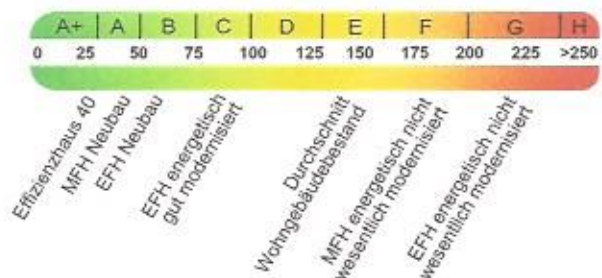 A+ A B C D E F G H
0 25 50 75 100 125 150 175 200 225 >250
Effizienzhaus 40
MFH Neubau
EFH Neubau
EFH energetisch
gut modernisiert
Durchschnitt
Wohngebäudebestand
MFH energetisch nicht
wesentlich modernisiert
EFH energetisch nicht
wesentlich modernisiert